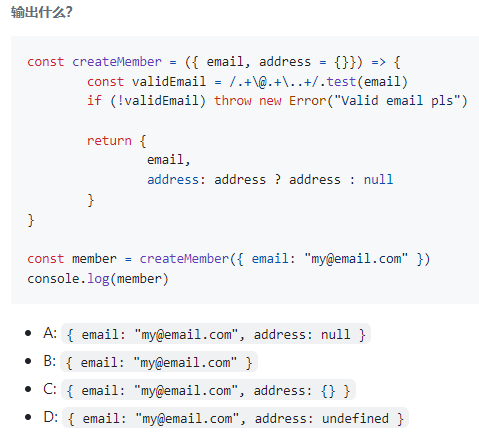 输出什么?
const createMember = ({ email, address = {}}) => {
const validEmail = /.+\@.+\..+/.test(email)
if (!validEmail) throw new Error("Valid email pls")
return {
email,
address: address ? address : null
}
}
const member = createMember({ email: "my@email.com" })
console.log(member)
A: { email: "my@email.com", address: null }
B: { email: "my@email.com" }
C: { email: "my@email.com", address: {} }
D: { email: "my@email.com", address: undefined }